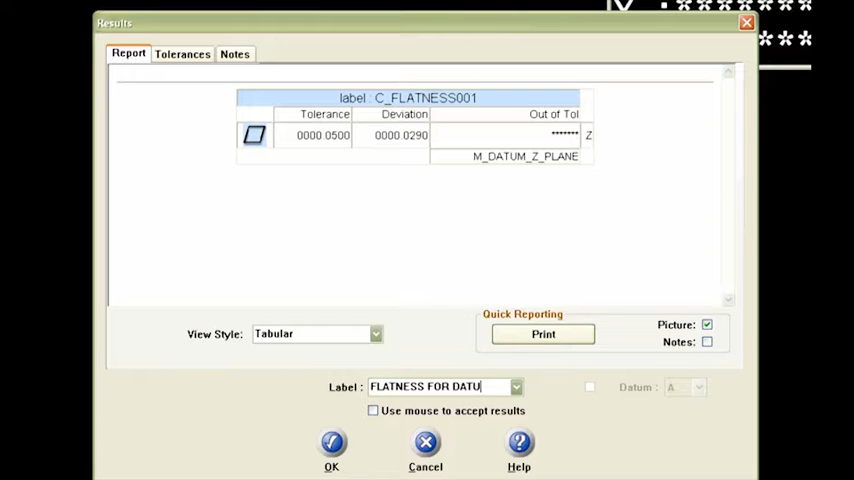 Results
Report Tolerances Notes
label : C_FLATNESS001
Tolerance Deviation Out of Tol
0000.0500 0000.0290 ******* Z
M_DATUM_Z_PLANE
Quick Reporting
View Style: Tabular Print Picture:
Notes:
Label : FLATNESS FOR DATU Datum : A
Use mouse to accept results
OK Cancel Help